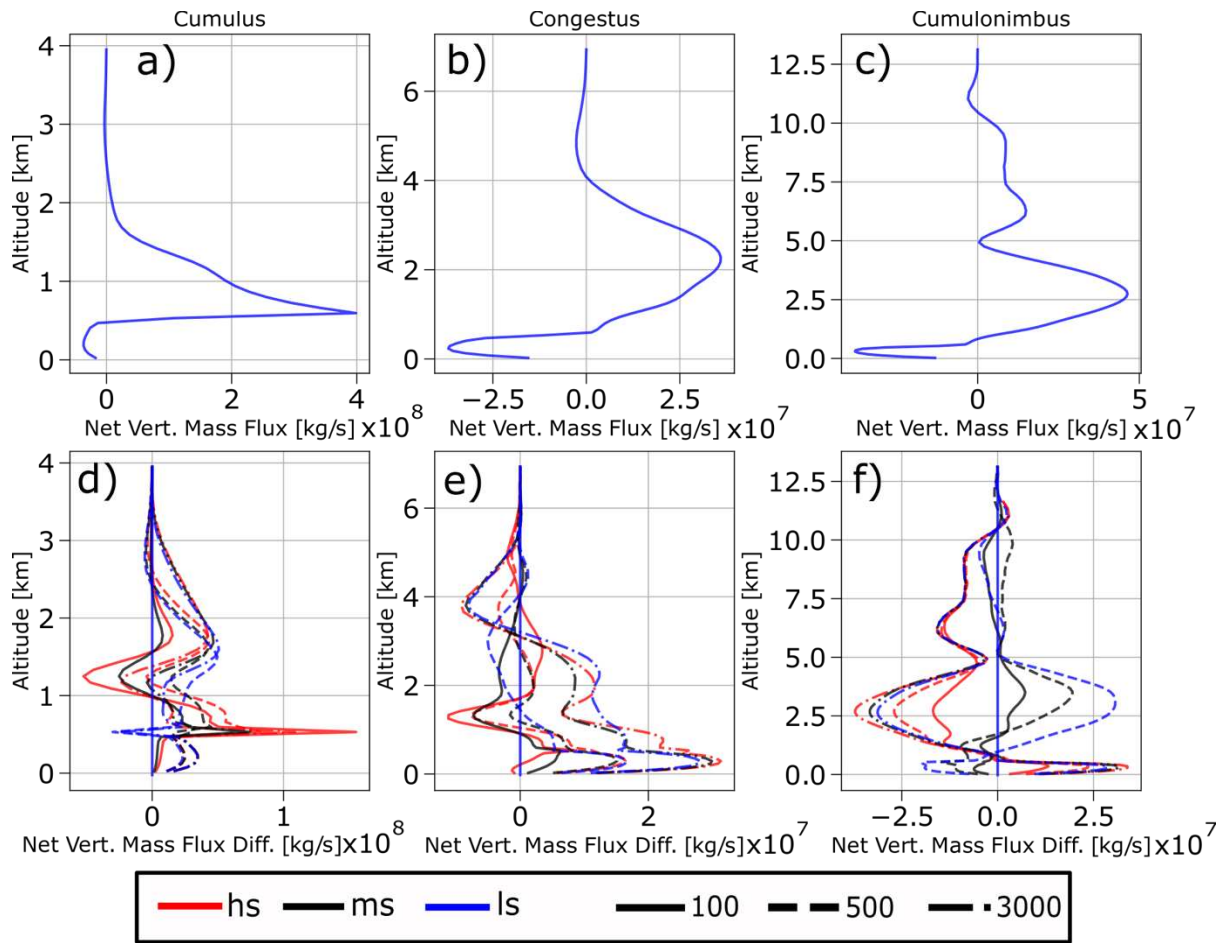 Cumulus Congestus Cumulonimbus
a) b) c)
Altitude [km] Altitude [km] Altitude [km]
4 3 2 1 0
6 4 2 0
12.5 10.0 7.5 5.0 2.5 0.0
0 2 4 −2.5 0.0 2.5 0 5
Net Vert. Mass Flux [kg/s] x10^8 Net Vert. Mass Flux [kg/s] x10^7 Net Vert. Mass Flux [kg/s] x10^7
d) e) f)
Altitude [km] Altitude [km] Altitude [km]
4 3 2 1 0
6 4 2 0
12.5 10.0 7.5 5.0 2.5 0.0
0 1 0 2 −2.5 0.0 2.5
Net Vert. Mass Flux Diff. [kg/s] x10^8 Net Vert. Mass Flux Diff. [kg/s] x10^7 Net Vert. Mass Flux Diff. [kg/s] x10^7
hs ms ls 100 500 3000